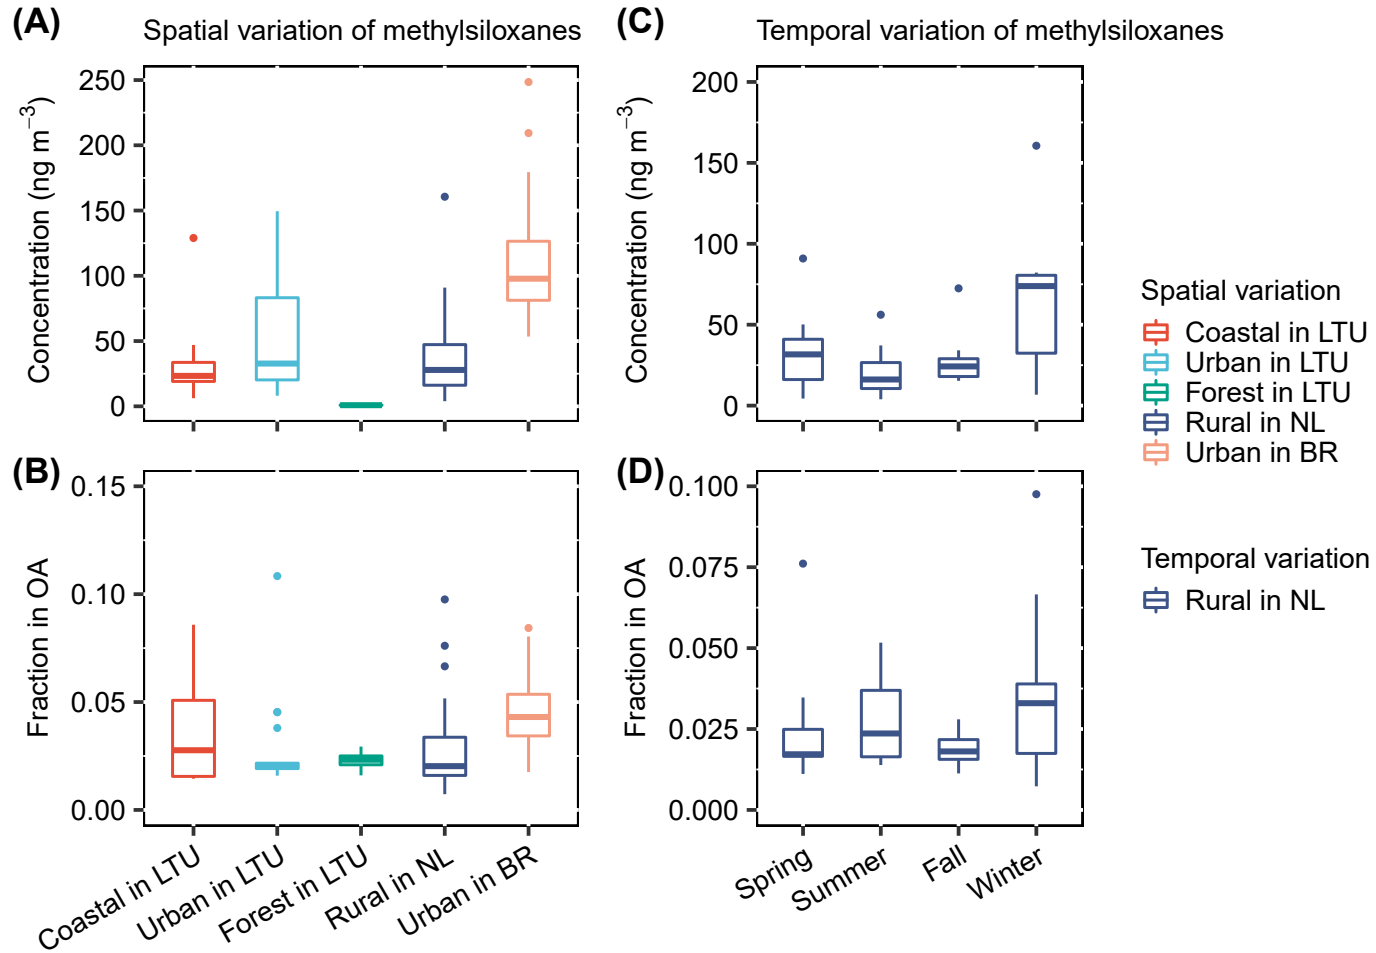 (A)
Spatial variation of methylsiloxanes
Concentration (ng m⁻³)
250
200
150
100
50
0
(C)
Temporal variation of methylsiloxanes
Concentration (ng m⁻³)
200
150
100
50
0
(B)
Fraction in OA
0.15
0.10
0.05
0.00
Coastal in LTU
Urban in LTU
Forest in LTU
Rural in NL
Urban in BR
(D)
Fraction in OA
0.100
0.075
0.050
0.025
0.000
Spring
Summer
Fall
Winter
Spatial variation
Coastal in LTU
Urban in LTU
Forest in LTU
Rural in NL
Urban in BR
Temporal variation
Rural in NL